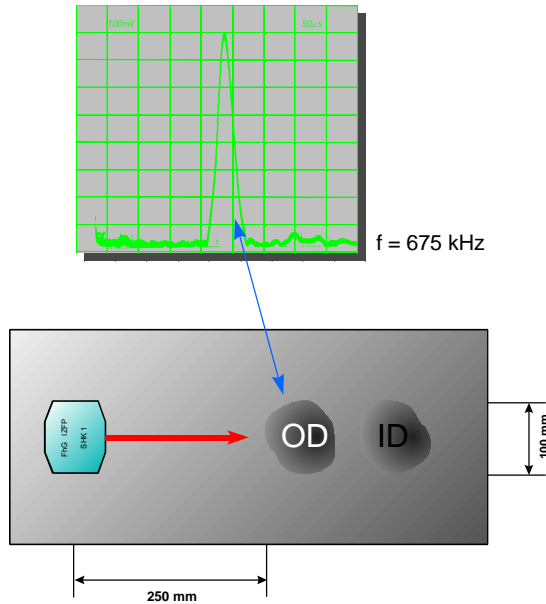 100mV 50µs
f = 675 kHz
FhG IZFP
SHK 1
OD ID
100 mm
250 mm